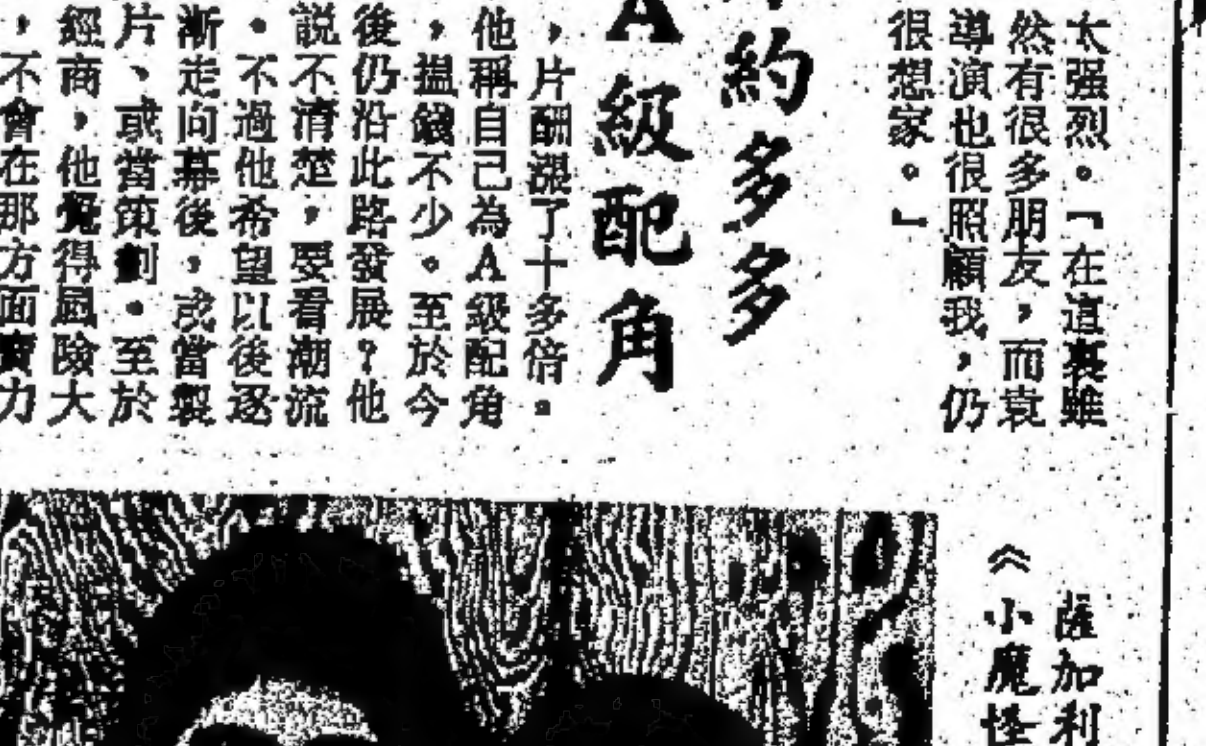 太强烈。「在這裏雖
然有很多朋友，而袁
導演也很照顧我，仍
很想家。」
約多多
A級配角
，片酬漲了十多倍。
他稱自己為A級配角
，搵錢不少。至於今
後仍沿此路發展？他
説不清楚，要看潮流
。不過他希望以後逐
漸走向幕後，或當製
片、或當策劃。至於
經商，他覺得風險大
，不會在那方面實力
薩加利
《小魔怪